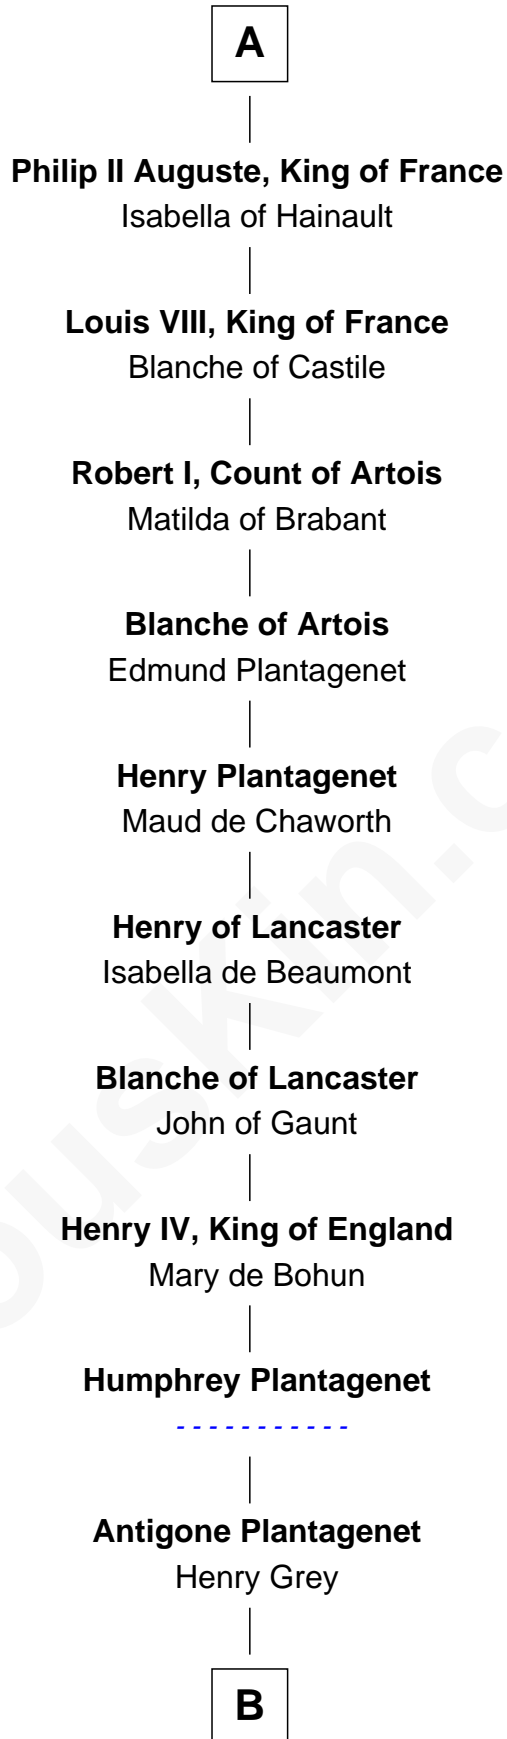 A
Philip II Auguste, King of France
Isabella of Hainault
Louis VIII, King of France
Blanche of Castile
Robert I, Count of Artois
Matilda of Brabant
Blanche of Artois
Edmund Plantagenet
Henry Plantagenet
Maud de Chaworth
Henry of Lancaster
Isabella de Beaumont
Blanche of Lancaster
John of Gaunt
Henry IV, King of England
Mary de Bohun
Humphrey Plantagenet
- - - - - - - - - - -
Antigone Plantagenet
Henry Grey
B